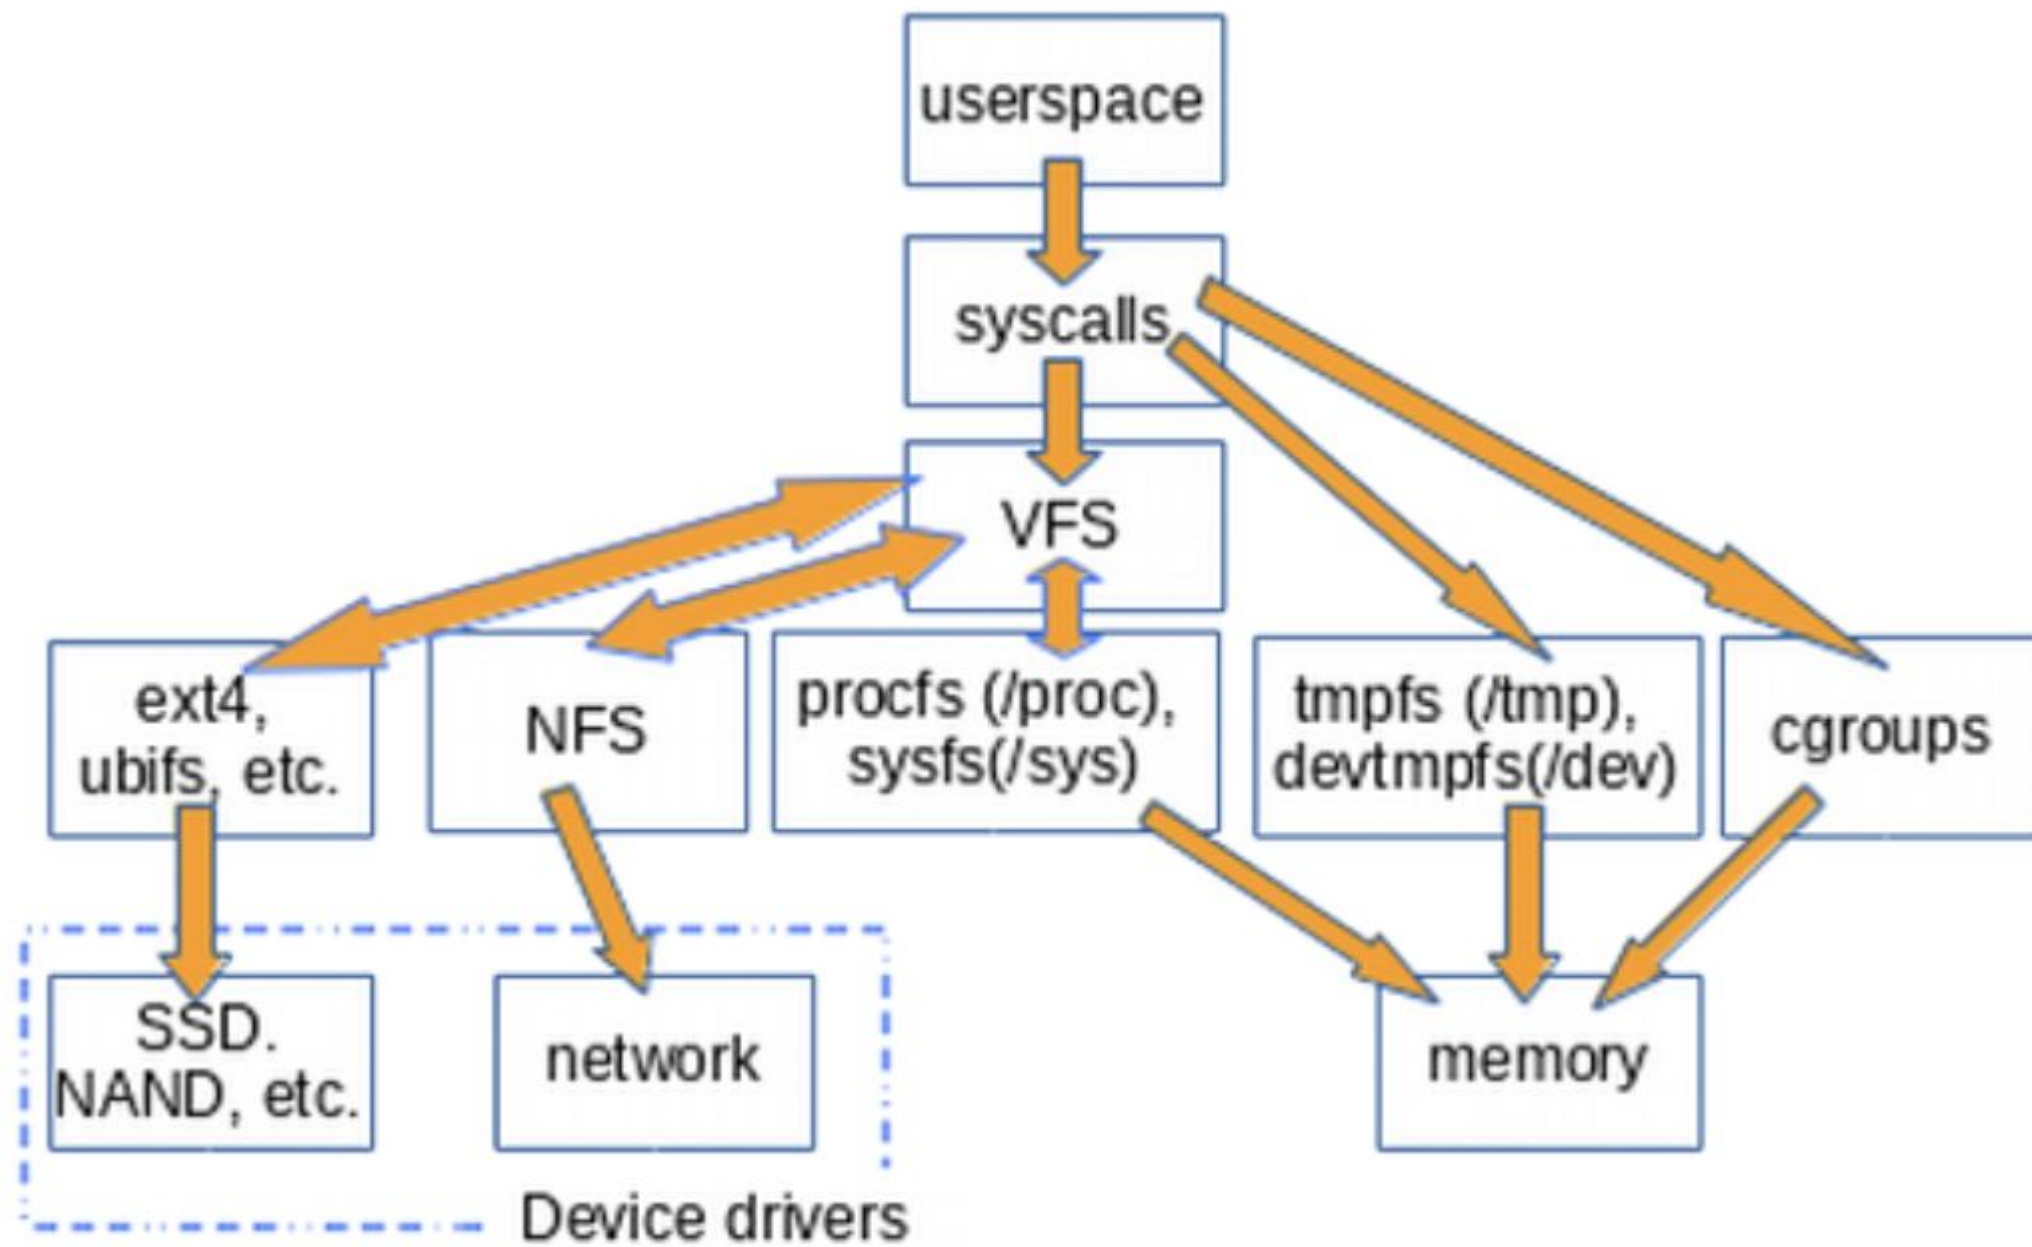 userspace
syscalls
VFS
ext4,
ubifs, etc.
NFS
procfs (/proc),
sysfs(/sys)
tmpfs (/tmp),
devtmpfs(/dev)
cgroups
SSD.
NAND, etc.
network
memory
Device drivers